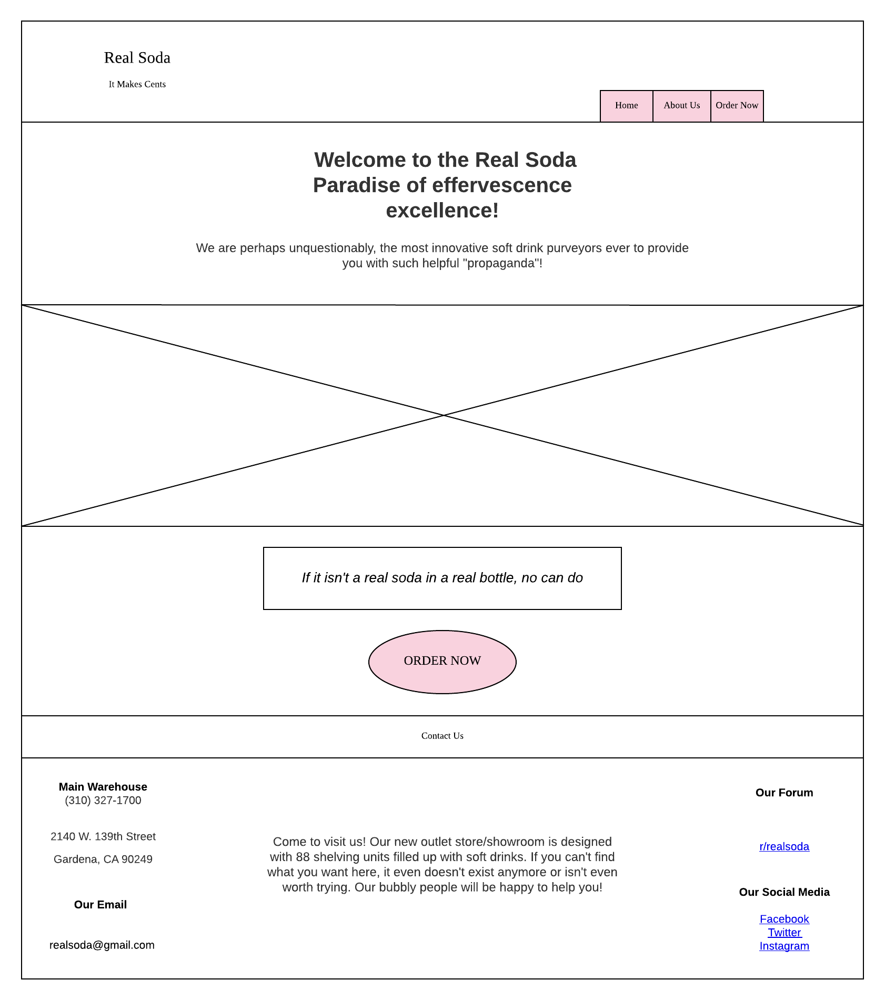 Real Soda
It Makes Cents
Home
About Us
Order Now
Welcome to the Real Soda
Paradise of effervescence
excellence!
We are perhaps unquestionably, the most innovative soft drink purveyors ever to provide
you with such helpful "propaganda"!
If it isn't a real soda in a real bottle, no can do
ORDER NOW
Contact Us
Main Warehouse
(310) 327-1700
2140 W. 139th Street
Gardena, CA 90249
Our Email
realsoda@gmail.com
Come to visit us! Our new outlet store/showroom is designed
with 88 shelving units filled up with soft drinks. If you can't find
what you want here, it even doesn't exist anymore or isn't even
worth trying. Our bubbly people will be happy to help you!
Our Forum
r/realsoda
Our Social Media
Facebook
Twitter
Instagram